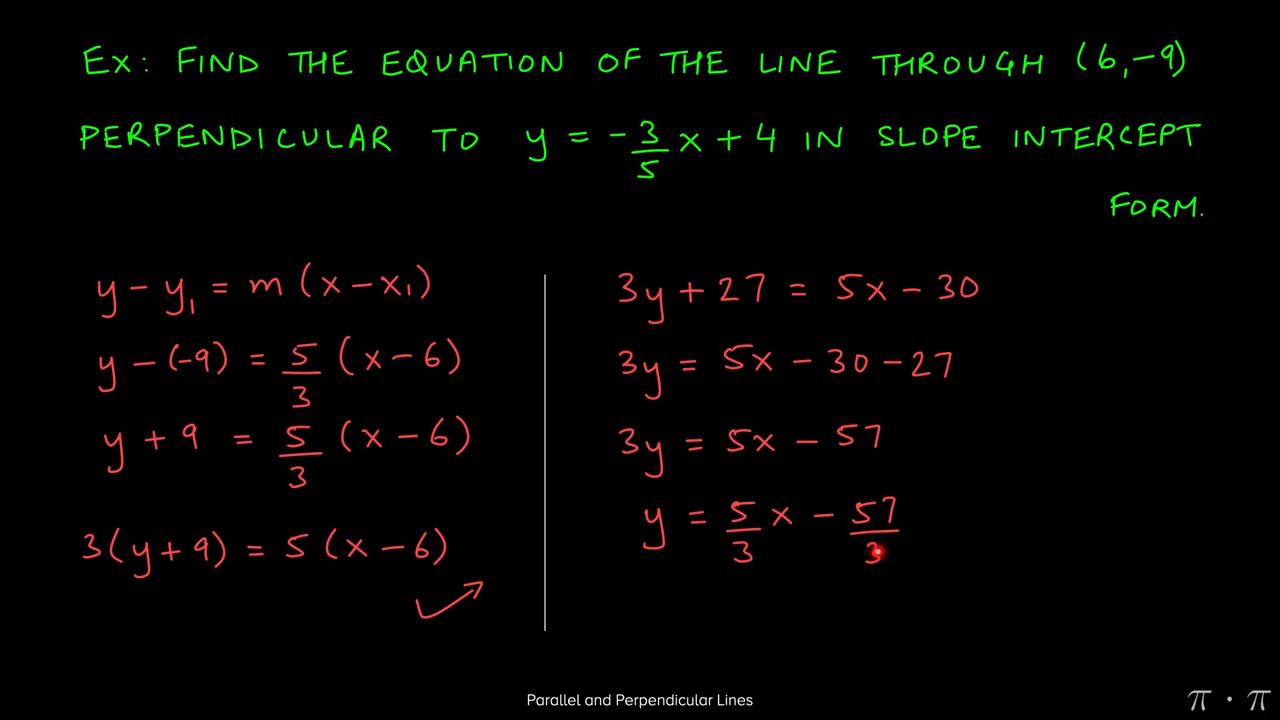 Ex: FIND THE EQUATION OF THE LINE THROUGH (6,-9)
PERPENDICULAR TO y = -3/5 x + 4 IN SLOPE INTERCEPT
FORM.
y - y₁ = m (x - x₁)
y - (-9) = 5/3 (x - 6)
y + 9 = 5/3 (x - 6)
3(y + 9) = 5 (x - 6)
3y + 27 = 5x - 30
3y = 5x - 30 - 27
3y = 5x - 57
y = 5/3 x - 57/3
Parallel and Perpendicular Lines
π · π